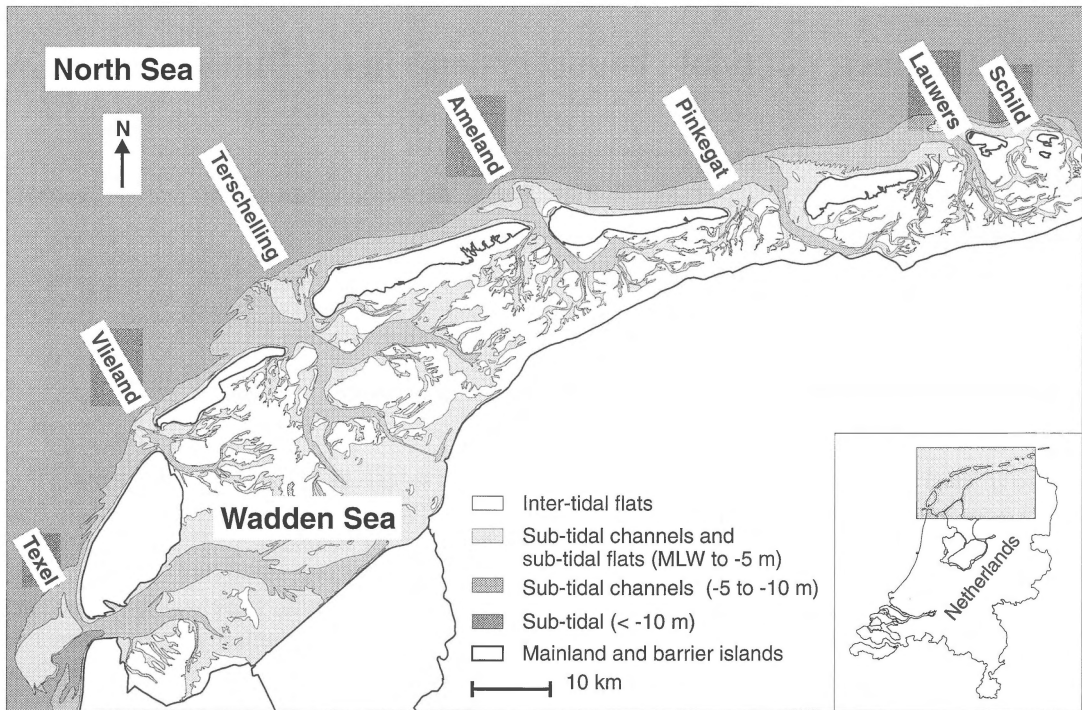 North Sea
N
Texel
Vlieland
Terschelling
Ameland
Pinkegat
Lauwers
Schild
Wadden Sea
Inter-tidal flats
Sub-tidal channels and
sub-tidal flats (MLW to -5 m)
Sub-tidal channels (-5 to -10 m)
Sub-tidal (< -10 m)
Mainland and barrier islands
10 km
Netherlands